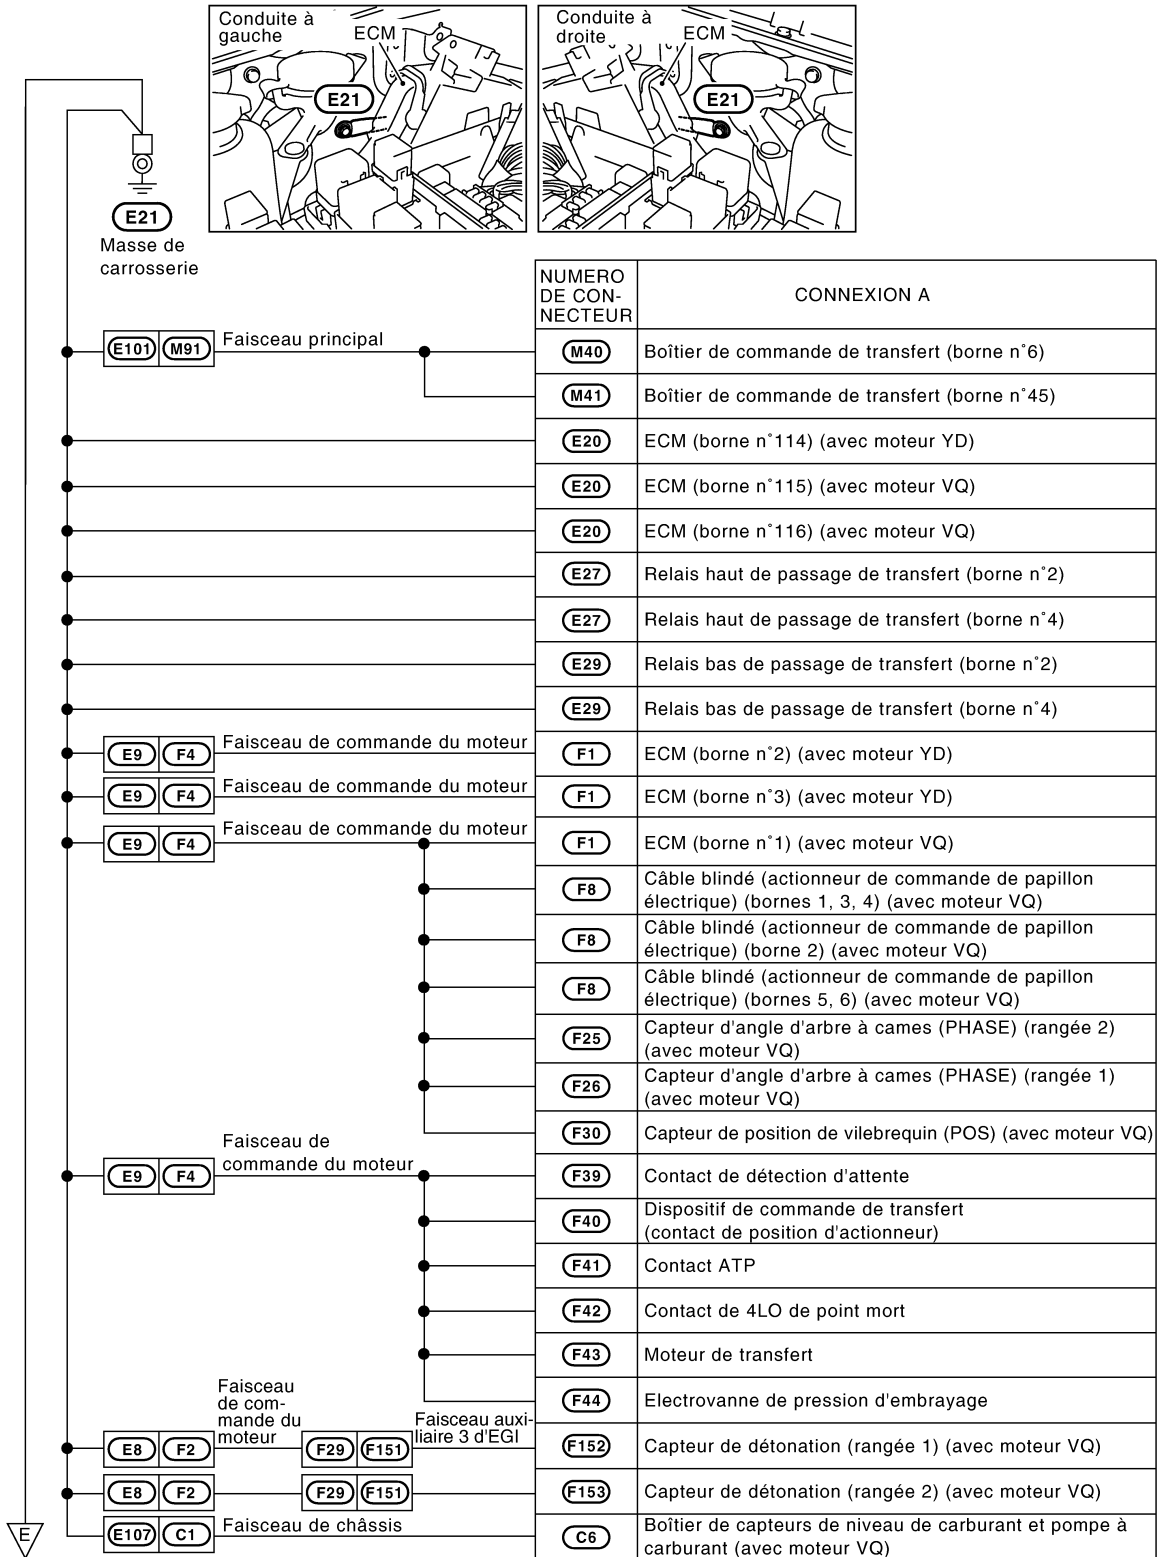 Conduite à
gauche
ECM
E21
Conduite à
droite
ECM
E21
E21
Masse de
carrosserie
NUMERO
DE CON-
NECTEUR
CONNEXION A
E101 M91 Faisceau principal
M40 Boîtier de commande de transfert (borne n˚6)
M41 Boîtier de commande de transfert (borne n˚45)
E20 ECM (borne n˚114) (avec moteur YD)
E20 ECM (borne n˚115) (avec moteur VQ)
E20 ECM (borne n˚116) (avec moteur VQ)
E27 Relais haut de passage de transfert (borne n˚2)
E27 Relais haut de passage de transfert (borne n˚4)
E29 Relais bas de passage de transfert (borne n˚2)
E29 Relais bas de passage de transfert (borne n˚4)
E9 F4 Faisceau de commande du moteur
F1 ECM (borne n˚2) (avec moteur YD)
E9 F4 Faisceau de commande du moteur
F1 ECM (borne n˚3) (avec moteur YD)
E9 F4 Faisceau de commande du moteur
F1 ECM (borne n˚1) (avec moteur VQ)
F8 Câble blindé (actionneur de commande de papillon
électrique) (bornes 1, 3, 4) (avec moteur VQ)
F8 Câble blindé (actionneur de commande de papillon
électrique) (borne 2) (avec moteur VQ)
F8 Câble blindé (actionneur de commande de papillon
électrique) (bornes 5, 6) (avec moteur VQ)
F25 Capteur d'angle d'arbre à cames (PHASE) (rangée 2)
(avec moteur VQ)
F26 Capteur d'angle d'arbre à cames (PHASE) (rangée 1)
(avec moteur VQ)
F30 Capteur de position de vilebrequin (POS) (avec moteur VQ)
Faisceau de
commande du moteur
E9 F4
F39 Contact de détection d'attente
F40 Dispositif de commande de transfert
(contact de position d'actionneur)
F41 Contact ATP
F42 Contact de 4LO de point mort
F43 Moteur de transfert
F44 Electrovanne de pression d'embrayage
Faisceau
de com-
mande du
moteur
Faisceau auxi-
liaire 3 d'EGI
E8 F2 F29 F151
F152 Capteur de détonation (rangée 1) (avec moteur VQ)
E8 F2 F29 F151
F153 Capteur de détonation (rangée 2) (avec moteur VQ)
E107 C1 Faisceau de châssis
C6 Boîtier de capteurs de niveau de carburant et pompe à
carburant (avec moteur VQ)
E